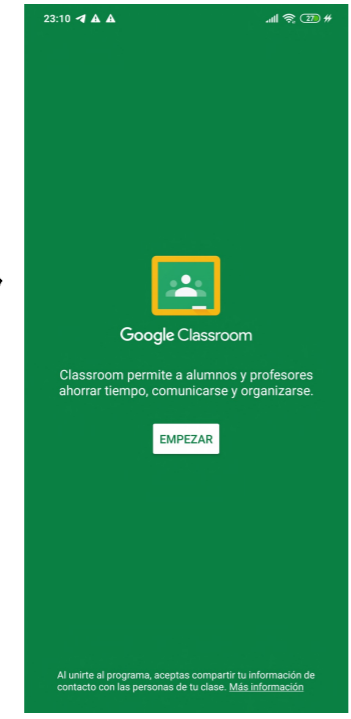 23:10
27
Google Classroom
Classroom permite a alumnos y profesores
ahorrar tiempo, comunicarse y organizarse.
EMPEZAR
Al unirte al programa, aceptas compartir tu información de
contacto con las personas de tu clase. Más información